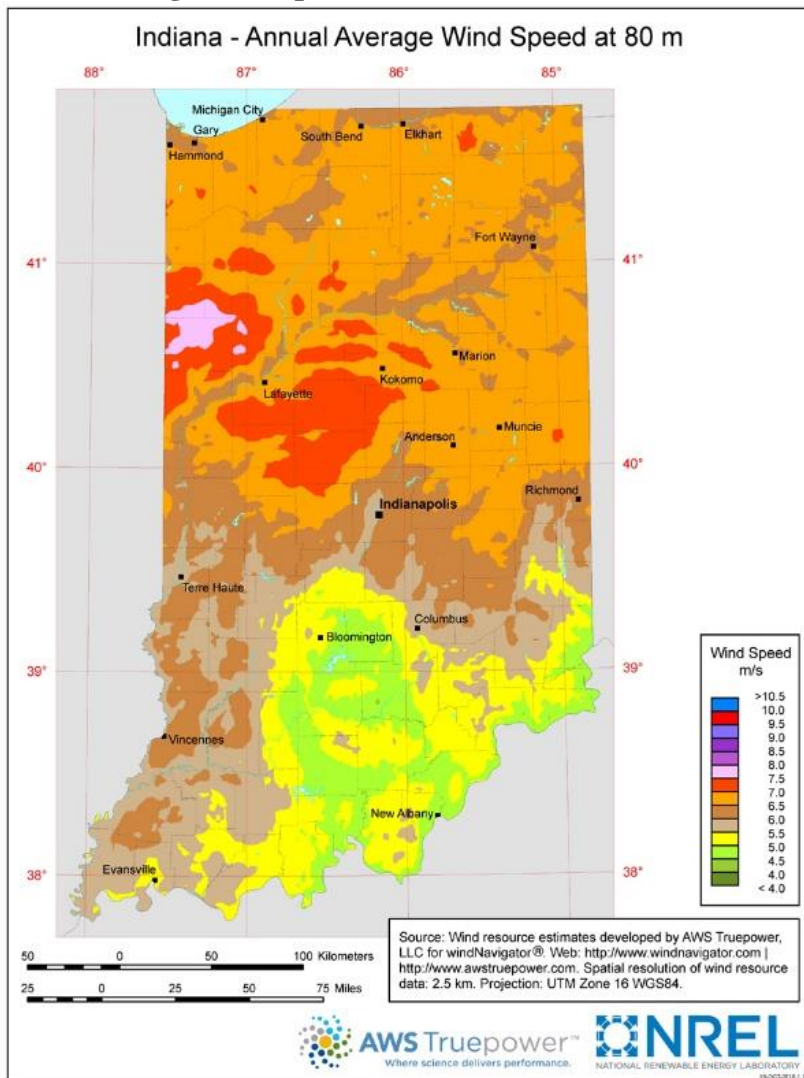 Indiana - Annual Average Wind Speed at 80 m
88° 87° 86° 85°
Michigan City
Gary
Hammond
South Bend
Elkhart
Fort Wayne
41° 41°
Marion
Kokomo
Lafayette
Muncie
Anderson
40° 40°
Richmond
Indianapolis
Terre Haute
Columbus
Bloomington
39° 39°
Vincennes
New Albany
38° 38°
Evansville
Wind Speed
m/s
>10.5
10.0
9.5
9.0
8.5
8.0
7.5
7.0
6.5
6.0
5.5
5.0
4.5
4.0
< 4.0
50 0 50 100 Kilometers
25 0 25 50 75 Miles
Source: Wind resource estimates developed by AWS Truepower,
LLC for windNavigator®. Web: http://www.windnavigator.com |
http://www.awstruepower.com. Spatial resolution of wind resource
data: 2.5 km. Projection: UTM Zone 16 WGS84.
AWS Truepower™
Where science delivers performance.
NREL
NATIONAL RENEWABLE ENERGY LABORATORY